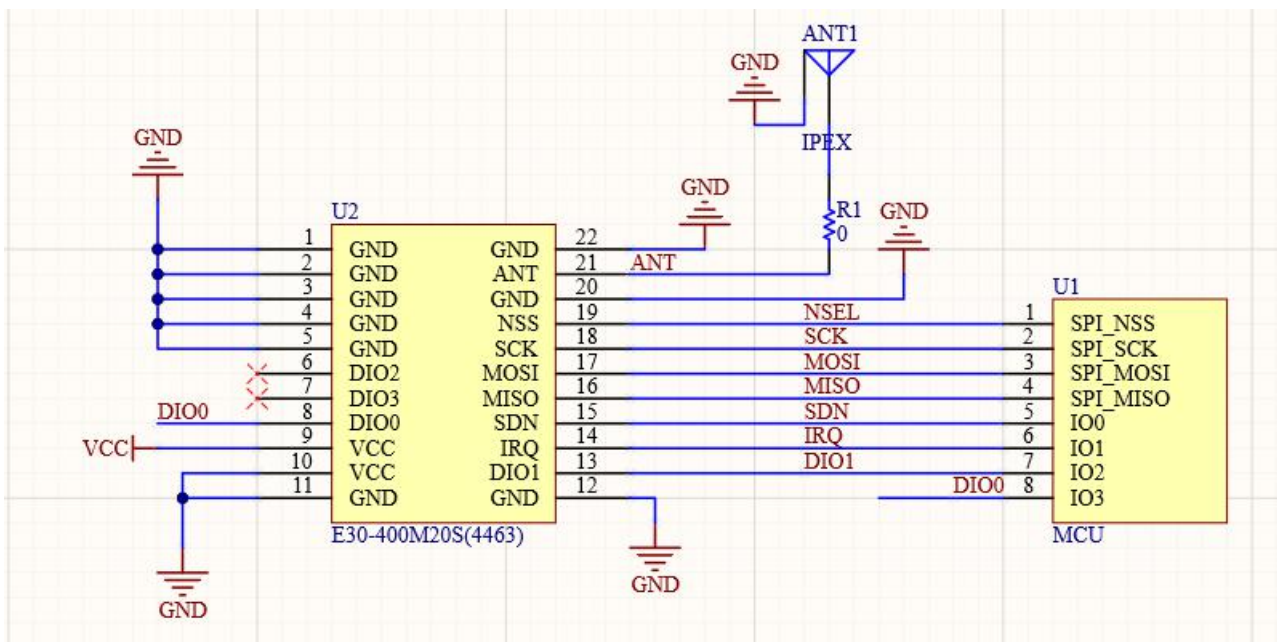 ANT1
GND
IPEX
GND
GND
R1
0
GND
U2
1 GND GND 22
2 GND ANT 21 ANT
3 GND GND 20
4 GND NSS 19 NSEL
5 GND SCK 18 SCK
6 DIO2 MOSI 17 MOSI
7 DIO3 MISO 16 MISO
DIO0 8 DIO0 SDN 15 SDN
VCC 9 VCC IRQ 14 IRQ
10 VCC DIO1 13 DIO1
11 GND GND 12
E30-400M20S(4463)
GND
GND
U1
1 SPI_NSS
2 SPI_SCK
3 SPI_MOSI
4 SPI_MISO
5 IO0
6 IO1
7 IO2
DIO0 8 IO3
MCU